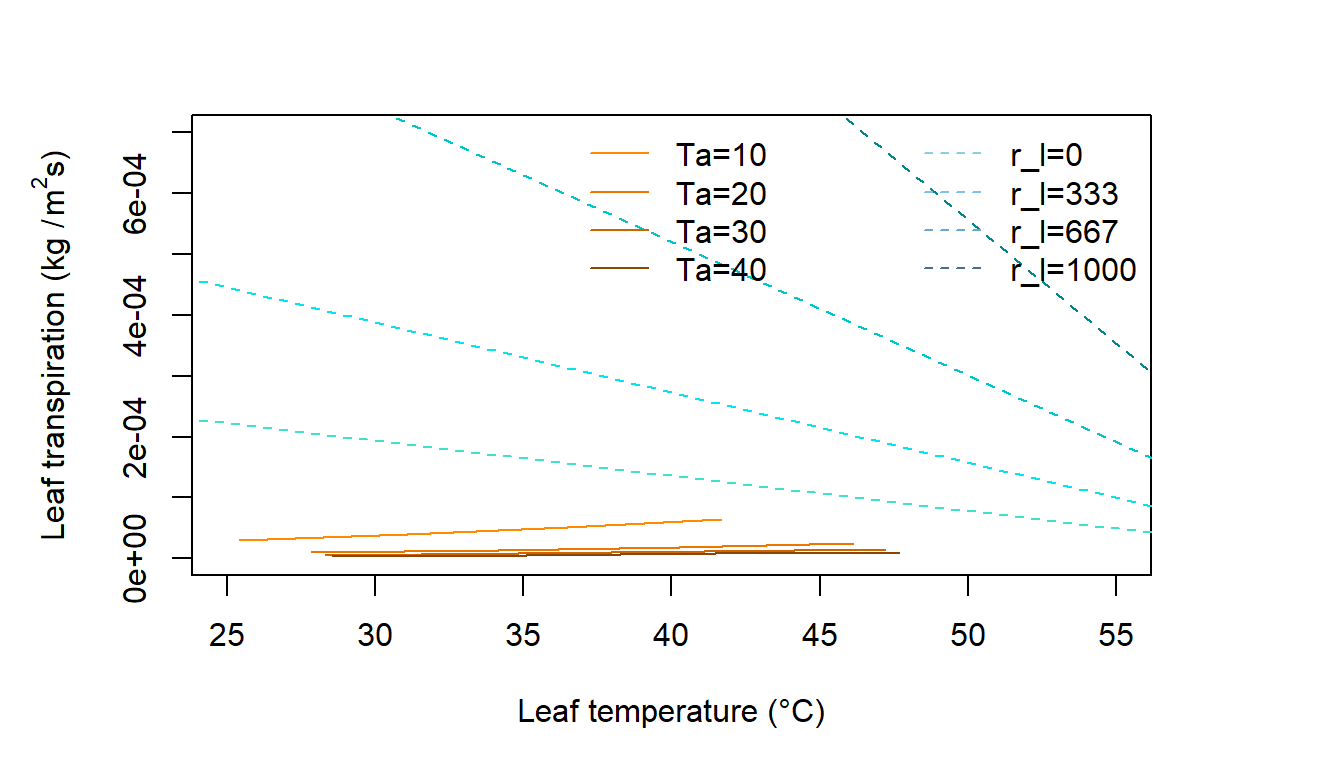 Leaf transpiration (kg /m²s)
6e-04
4e-04
2e-04
0e+00
Ta=10
Ta=20
Ta=30
Ta=40
r_l=0
r_l=333
r_l=667
r_l=1000
25 30 35 40 45 50 55
Leaf temperature (°C)